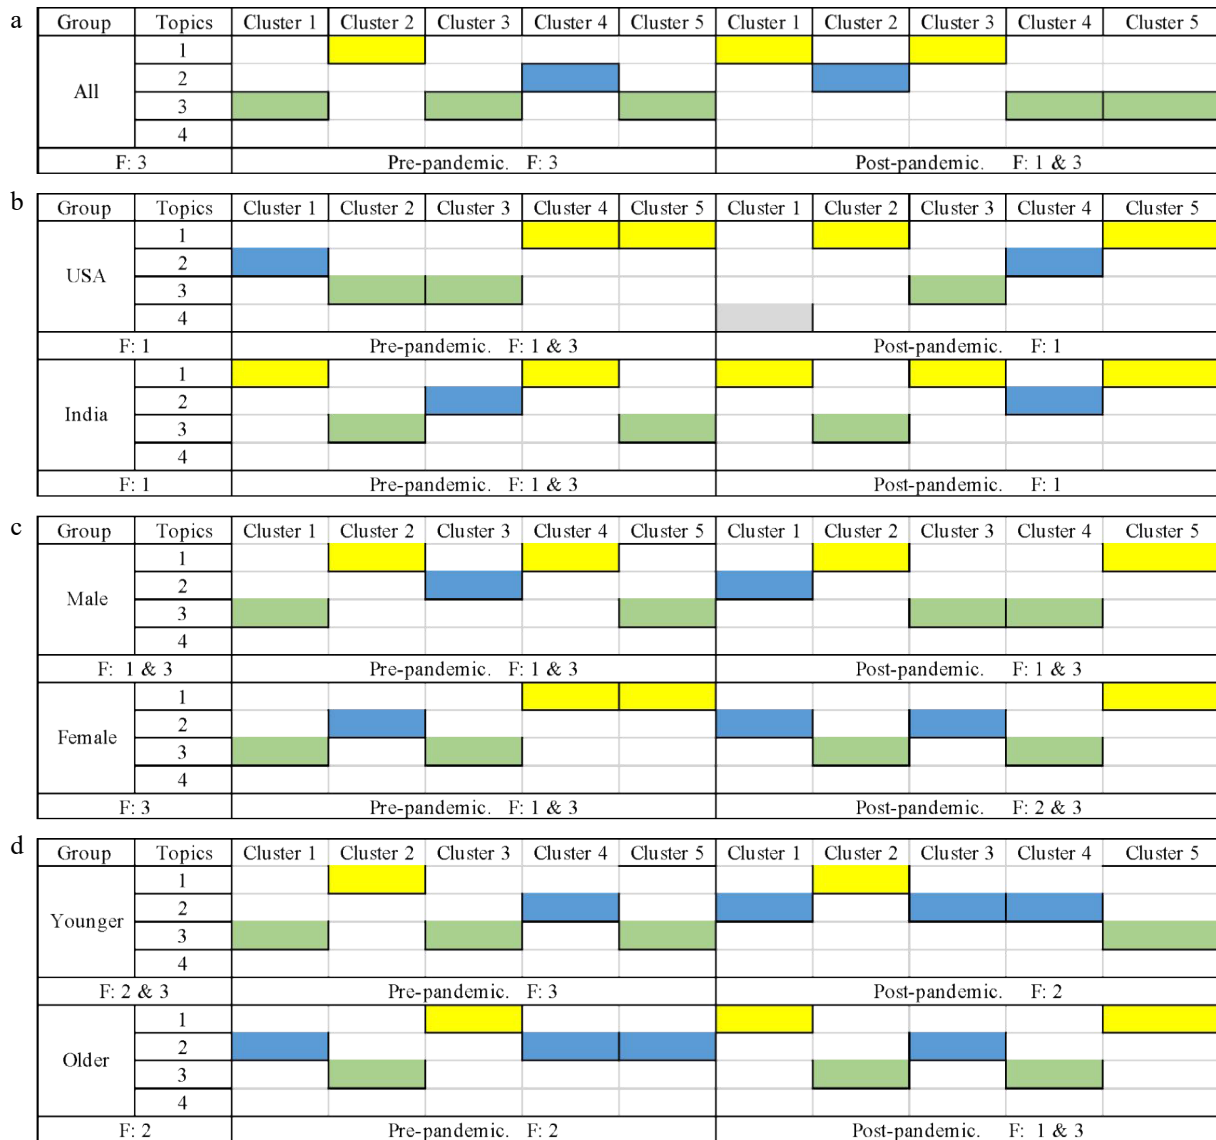 a
Group Topics Cluster 1 Cluster 2 Cluster 3 Cluster 4 Cluster 5 Cluster 1 Cluster 2 Cluster 3 Cluster 4 Cluster 5
All
1
2
3
4
F: 3 Pre-pandemic. F: 3 Post-pandemic. F: 1 & 3
b
Group Topics Cluster 1 Cluster 2 Cluster 3 Cluster 4 Cluster 5 Cluster 1 Cluster 2 Cluster 3 Cluster 4 Cluster 5
USA
1
2
3
4
F: 1 Pre-pandemic. F: 1 & 3 Post-pandemic. F: 1
India
1
2
3
4
F: 1 Pre-pandemic. F: 1 & 3 Post-pandemic. F: 1
c
Group Topics Cluster 1 Cluster 2 Cluster 3 Cluster 4 Cluster 5 Cluster 1 Cluster 2 Cluster 3 Cluster 4 Cluster 5
Male
1
2
3
4
F: 1 & 3 Pre-pandemic. F: 1 & 3 Post-pandemic. F: 1 & 3
Female
1
2
3
4
F: 3 Pre-pandemic. F: 1 & 3 Post-pandemic. F: 2 & 3
d
Group Topics Cluster 1 Cluster 2 Cluster 3 Cluster 4 Cluster 5 Cluster 1 Cluster 2 Cluster 3 Cluster 4 Cluster 5
Younger
1
2
3
4
F: 2 & 3 Pre-pandemic. F: 3 Post-pandemic. F: 2
Older
1
2
3
4
F: 2 Pre-pandemic. F: 2 Post-pandemic. F: 1 & 3